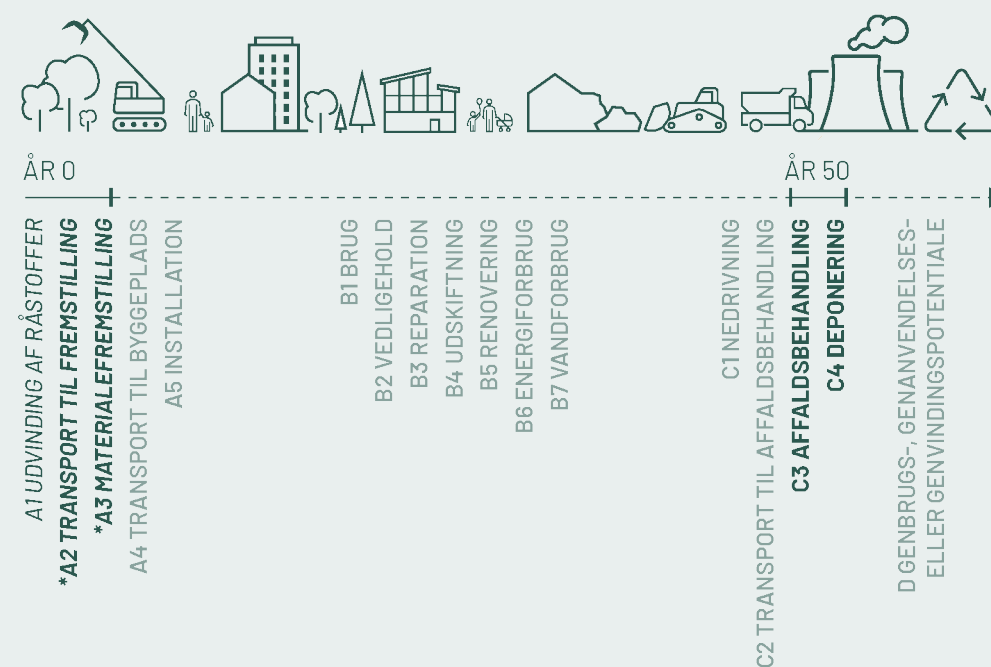 ÅR 0
ÅR 50
A1 UDVINDING AF RÅSTOFFER
*A2 TRANSPORT TIL FREMSTILLING
*A3 MATERIALEFREMSTILLING
A4 TRANSPORT TIL BYGGEPLADS
A5 INSTALLATION
B1 BRUG
B2 VEDLIGEHOLD
B3 REPARATION
B4 UDSKIFTNING
B5 RENOVERING
B6 ENERGIFORBRUG
B7 VANDFORBRUG
C1 NEDRIVNING
C2 TRANSPORT TIL AFFALDSBEHANDLING
C3 AFFALDSBEHANDLING
C4 DEPONERING
D GENBRUGS-, GENANVENDELSES-
ELLER GENVINDINGSPOTENTIALE